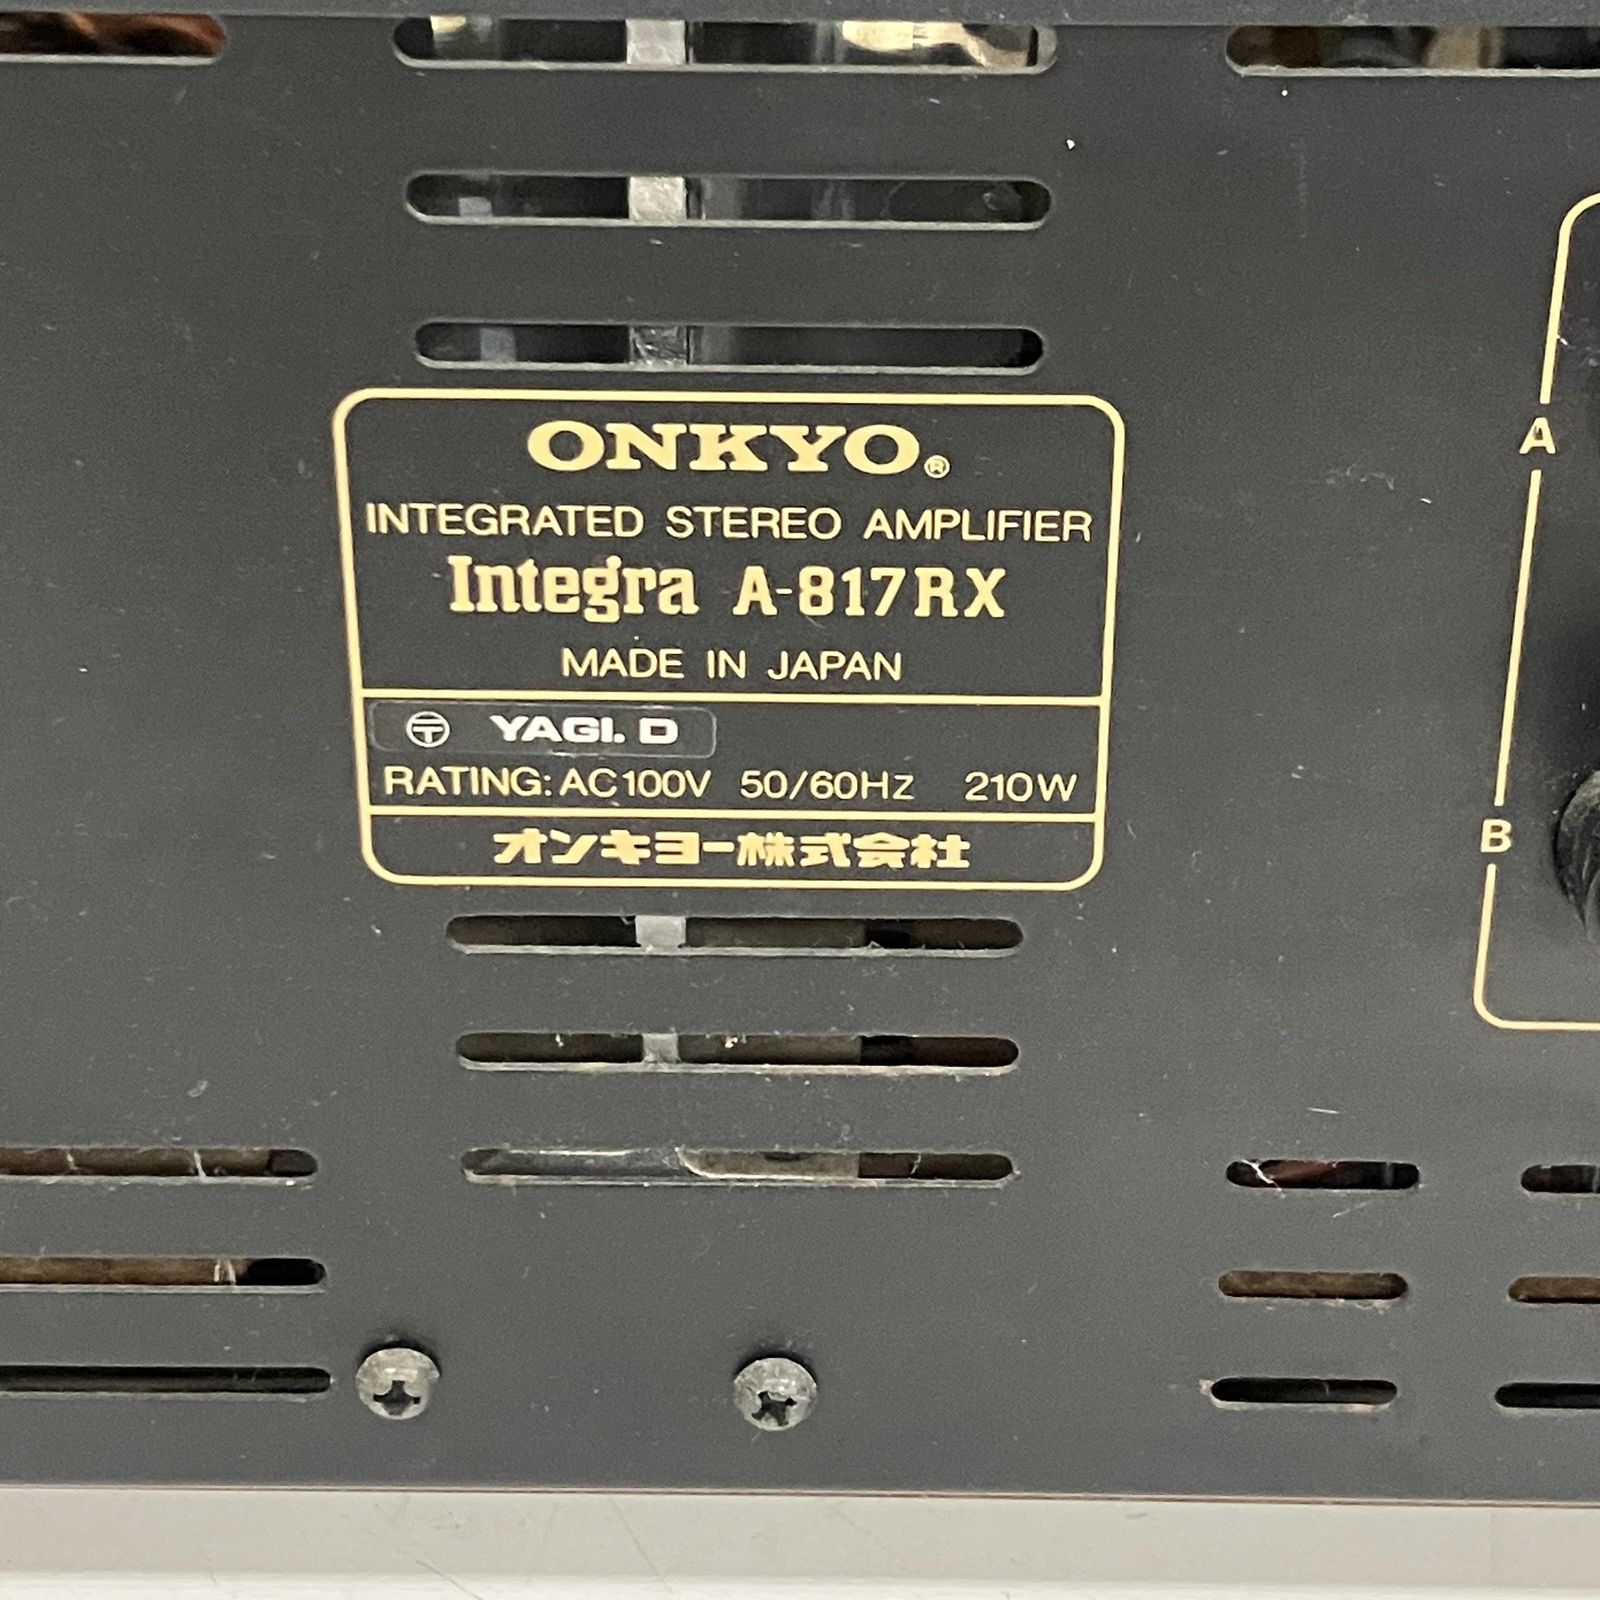 ONKYO®
INTEGRATED STEREO AMPLIFIER
Integra A-817RX
MADE IN JAPAN
〶 YAGI. D
RATING: AC100V 50/60Hz 210W
オンキヨー株式会社
A
B